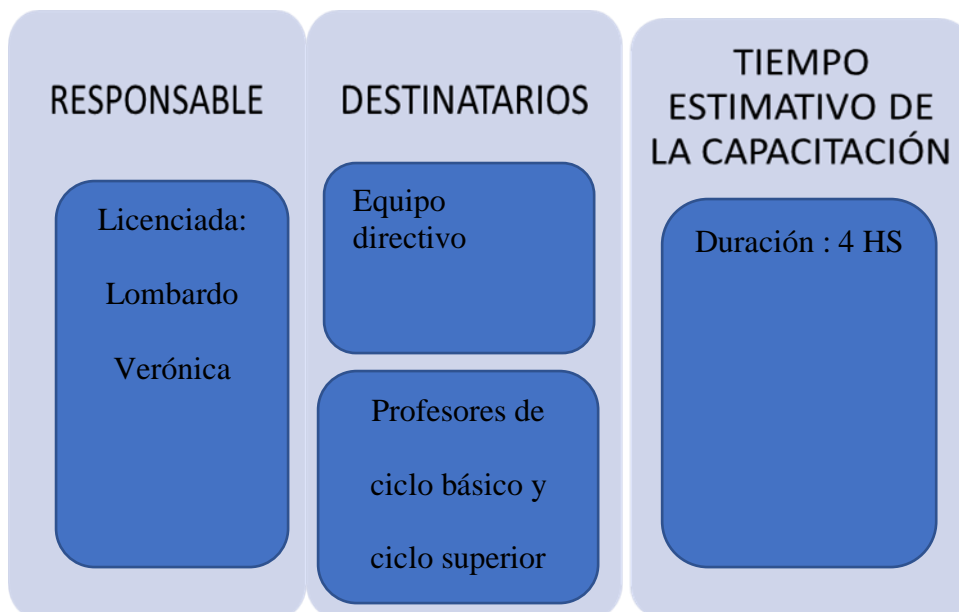 RESPONSABLE
Licenciada:
Lombardo
Verónica
DESTINATARIOS
Equipo
directivo
Profesores de
ciclo básico y
ciclo superior
TIEMPO
ESTIMATIVO DE
LA CAPACITACIÓN
Duración : 4 HS